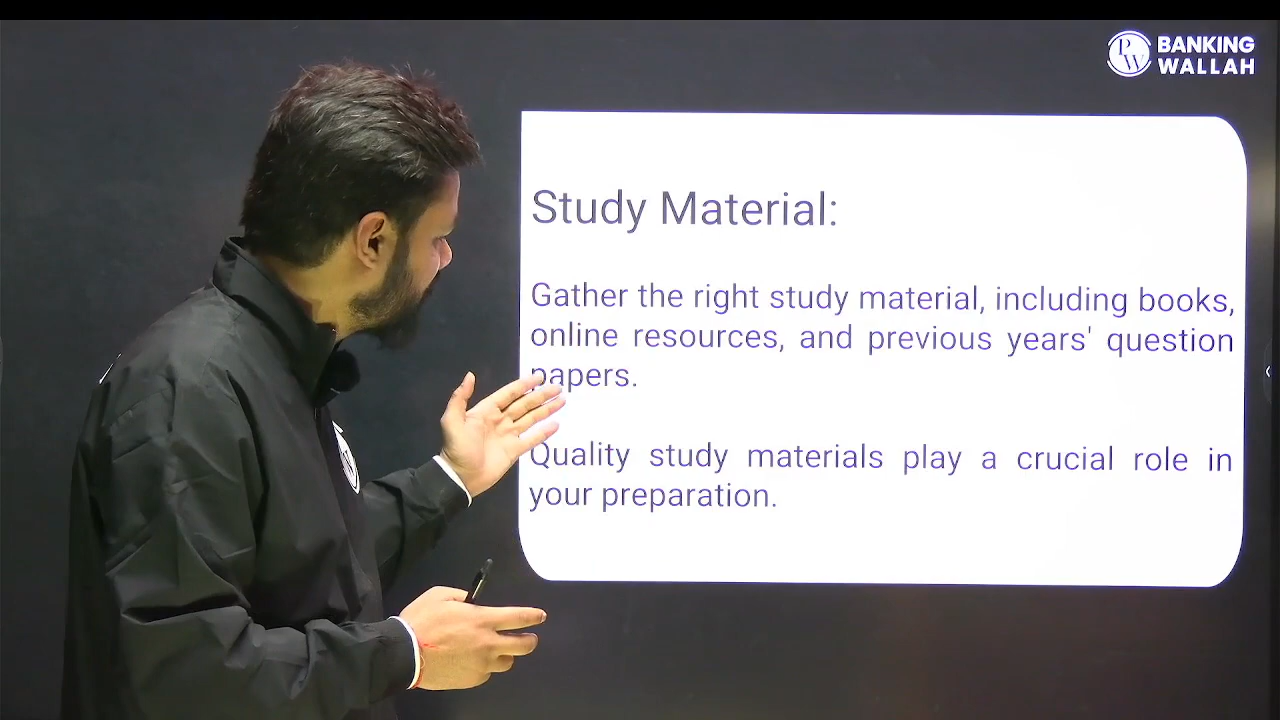 PW BANKING
WALLAH
Study Material:
Gather the right study material, including books,
online resources, and previous years' question
papers.
Quality study materials play a crucial role in
your preparation.